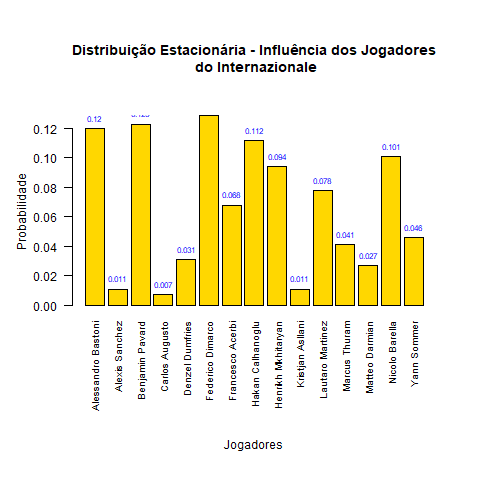 Distribuição Estacionária - Influência dos Jogadores
do Internazionale
Probabilidade
0.12
0.10
0.08
0.06
0.04
0.02
0.00
0.12
0.011
0.123
0.007
0.031
0.068
0.112
0.094
0.011
0.078
0.041
0.027
0.101
0.046
Alessandro Bastoni
Alexis Sanchez
Benjamin Pavard
Carlos Augusto
Denzel Dumfries
Federico Dimarco
Francesco Acerbi
Hakan Calhanoglu
Henrikh Mkhitaryan
Kristjan Asllani
Lautaro Martinez
Marcus Thuram
Matteo Darmian
Nicolo Barella
Yann Sommer
Jogadores